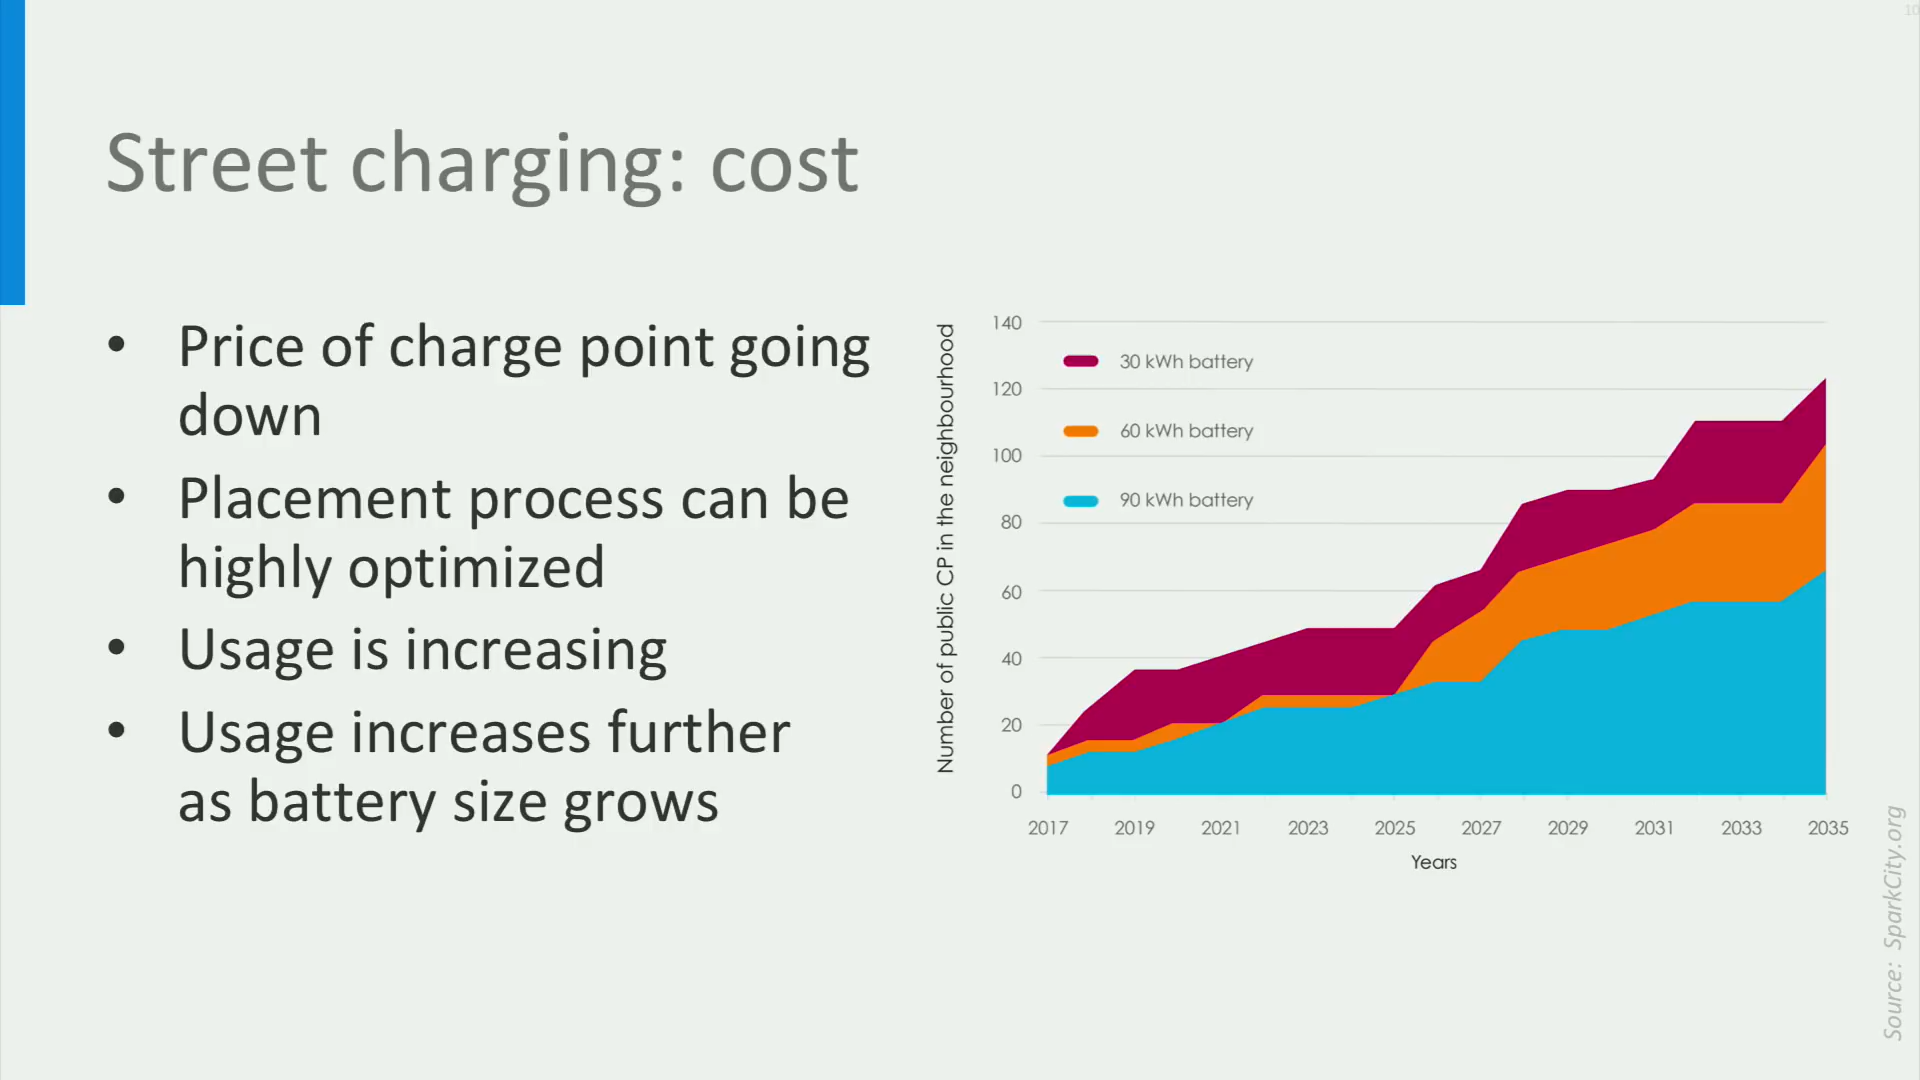 10
Street charging: cost
• Price of charge point going
down
• Placement process can be
highly optimized
• Usage is increasing
• Usage increases further
as battery size grows
Number of public CP in the neighbourhood
140
120
100
80
60
40
20
0
30 kWh battery
60 kWh battery
90 kWh battery
2017 2019 2021 2023 2025 2027 2029 2031 2033 2035
Years
Source: SparkCity.org